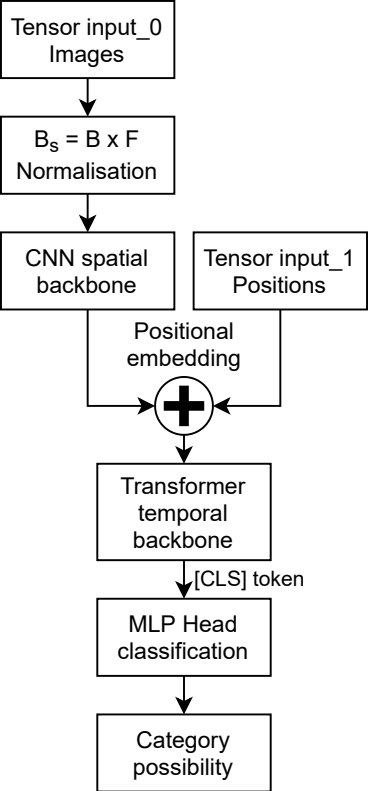 Tensor input_0
Images
Bₛ = B x F
Normalisation
CNN spatial
backbone
Tensor input_1
Positions
Positional
embedding
Transformer
temporal
backbone
[CLS] token
MLP Head
classification
Category
possibility